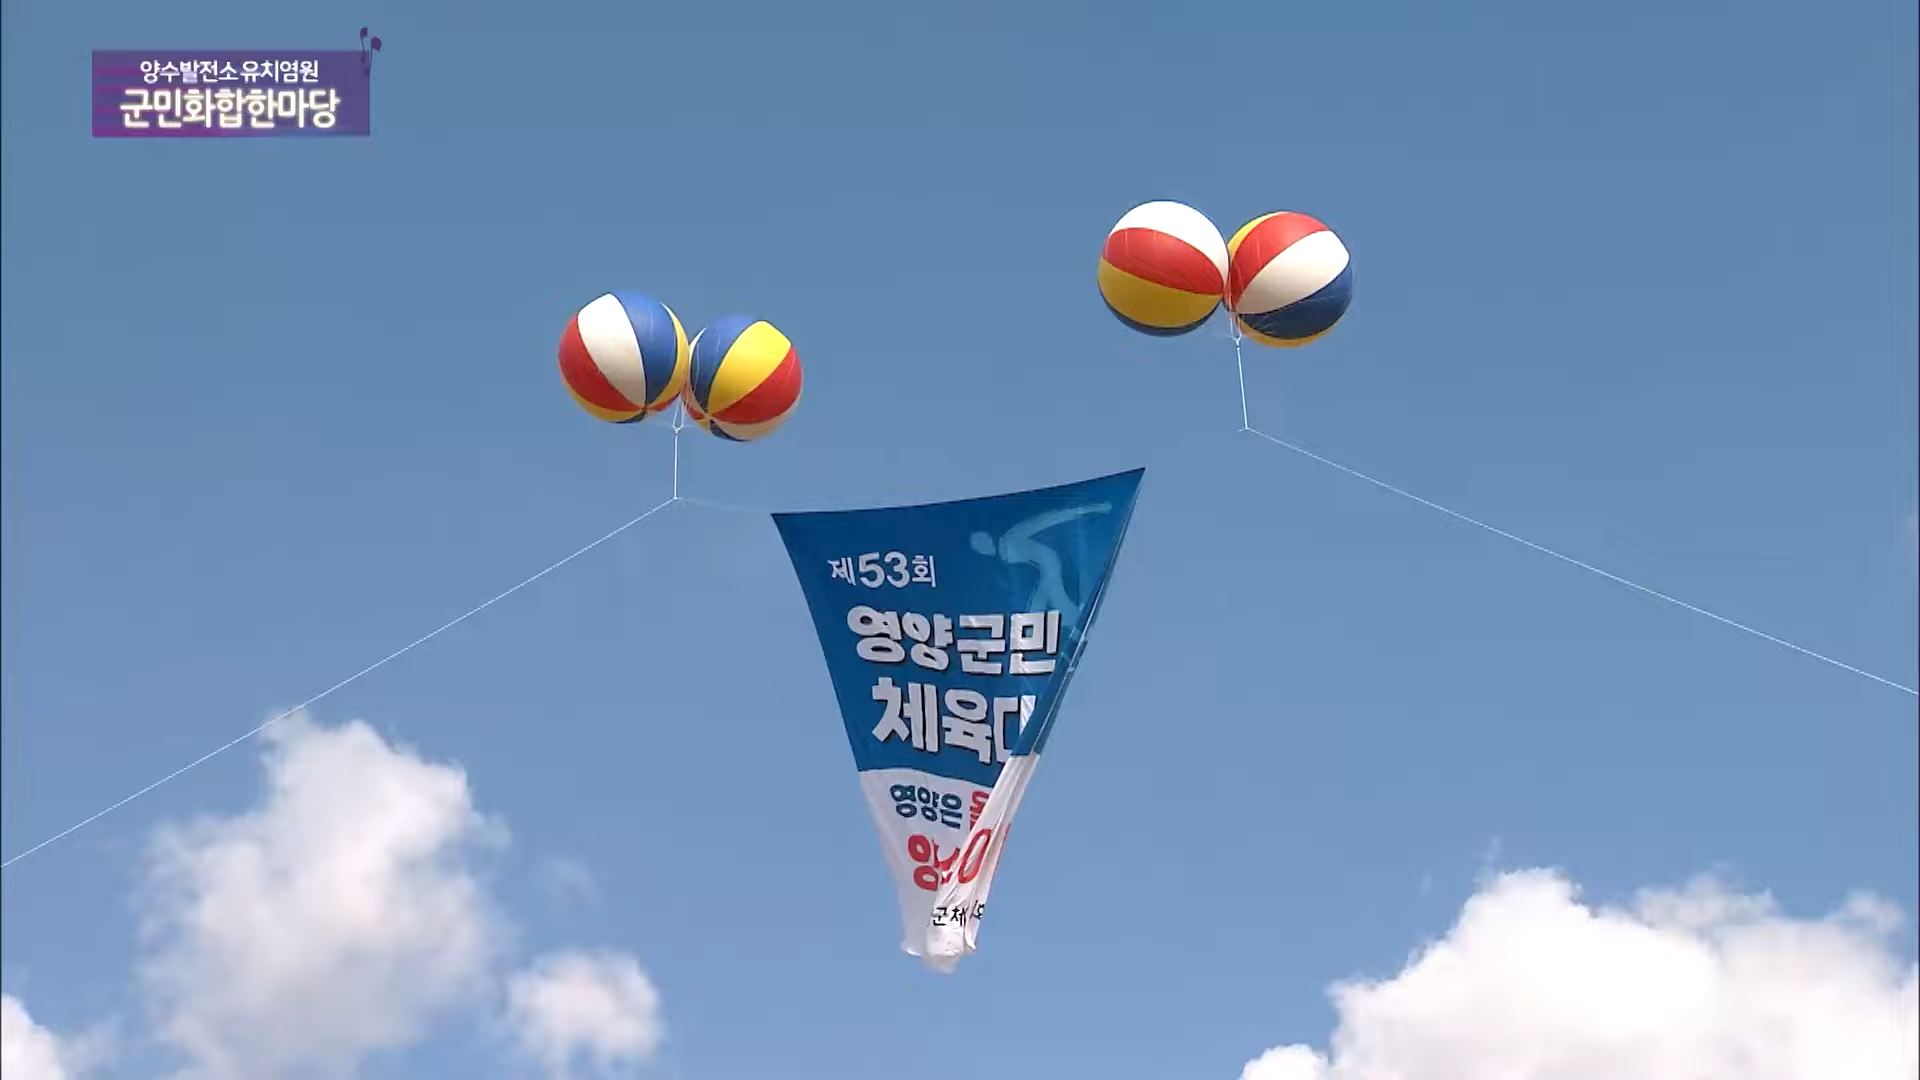 양수발전소 유치염원
군민화합한마당
제53회
영양군민
체육대
영양은